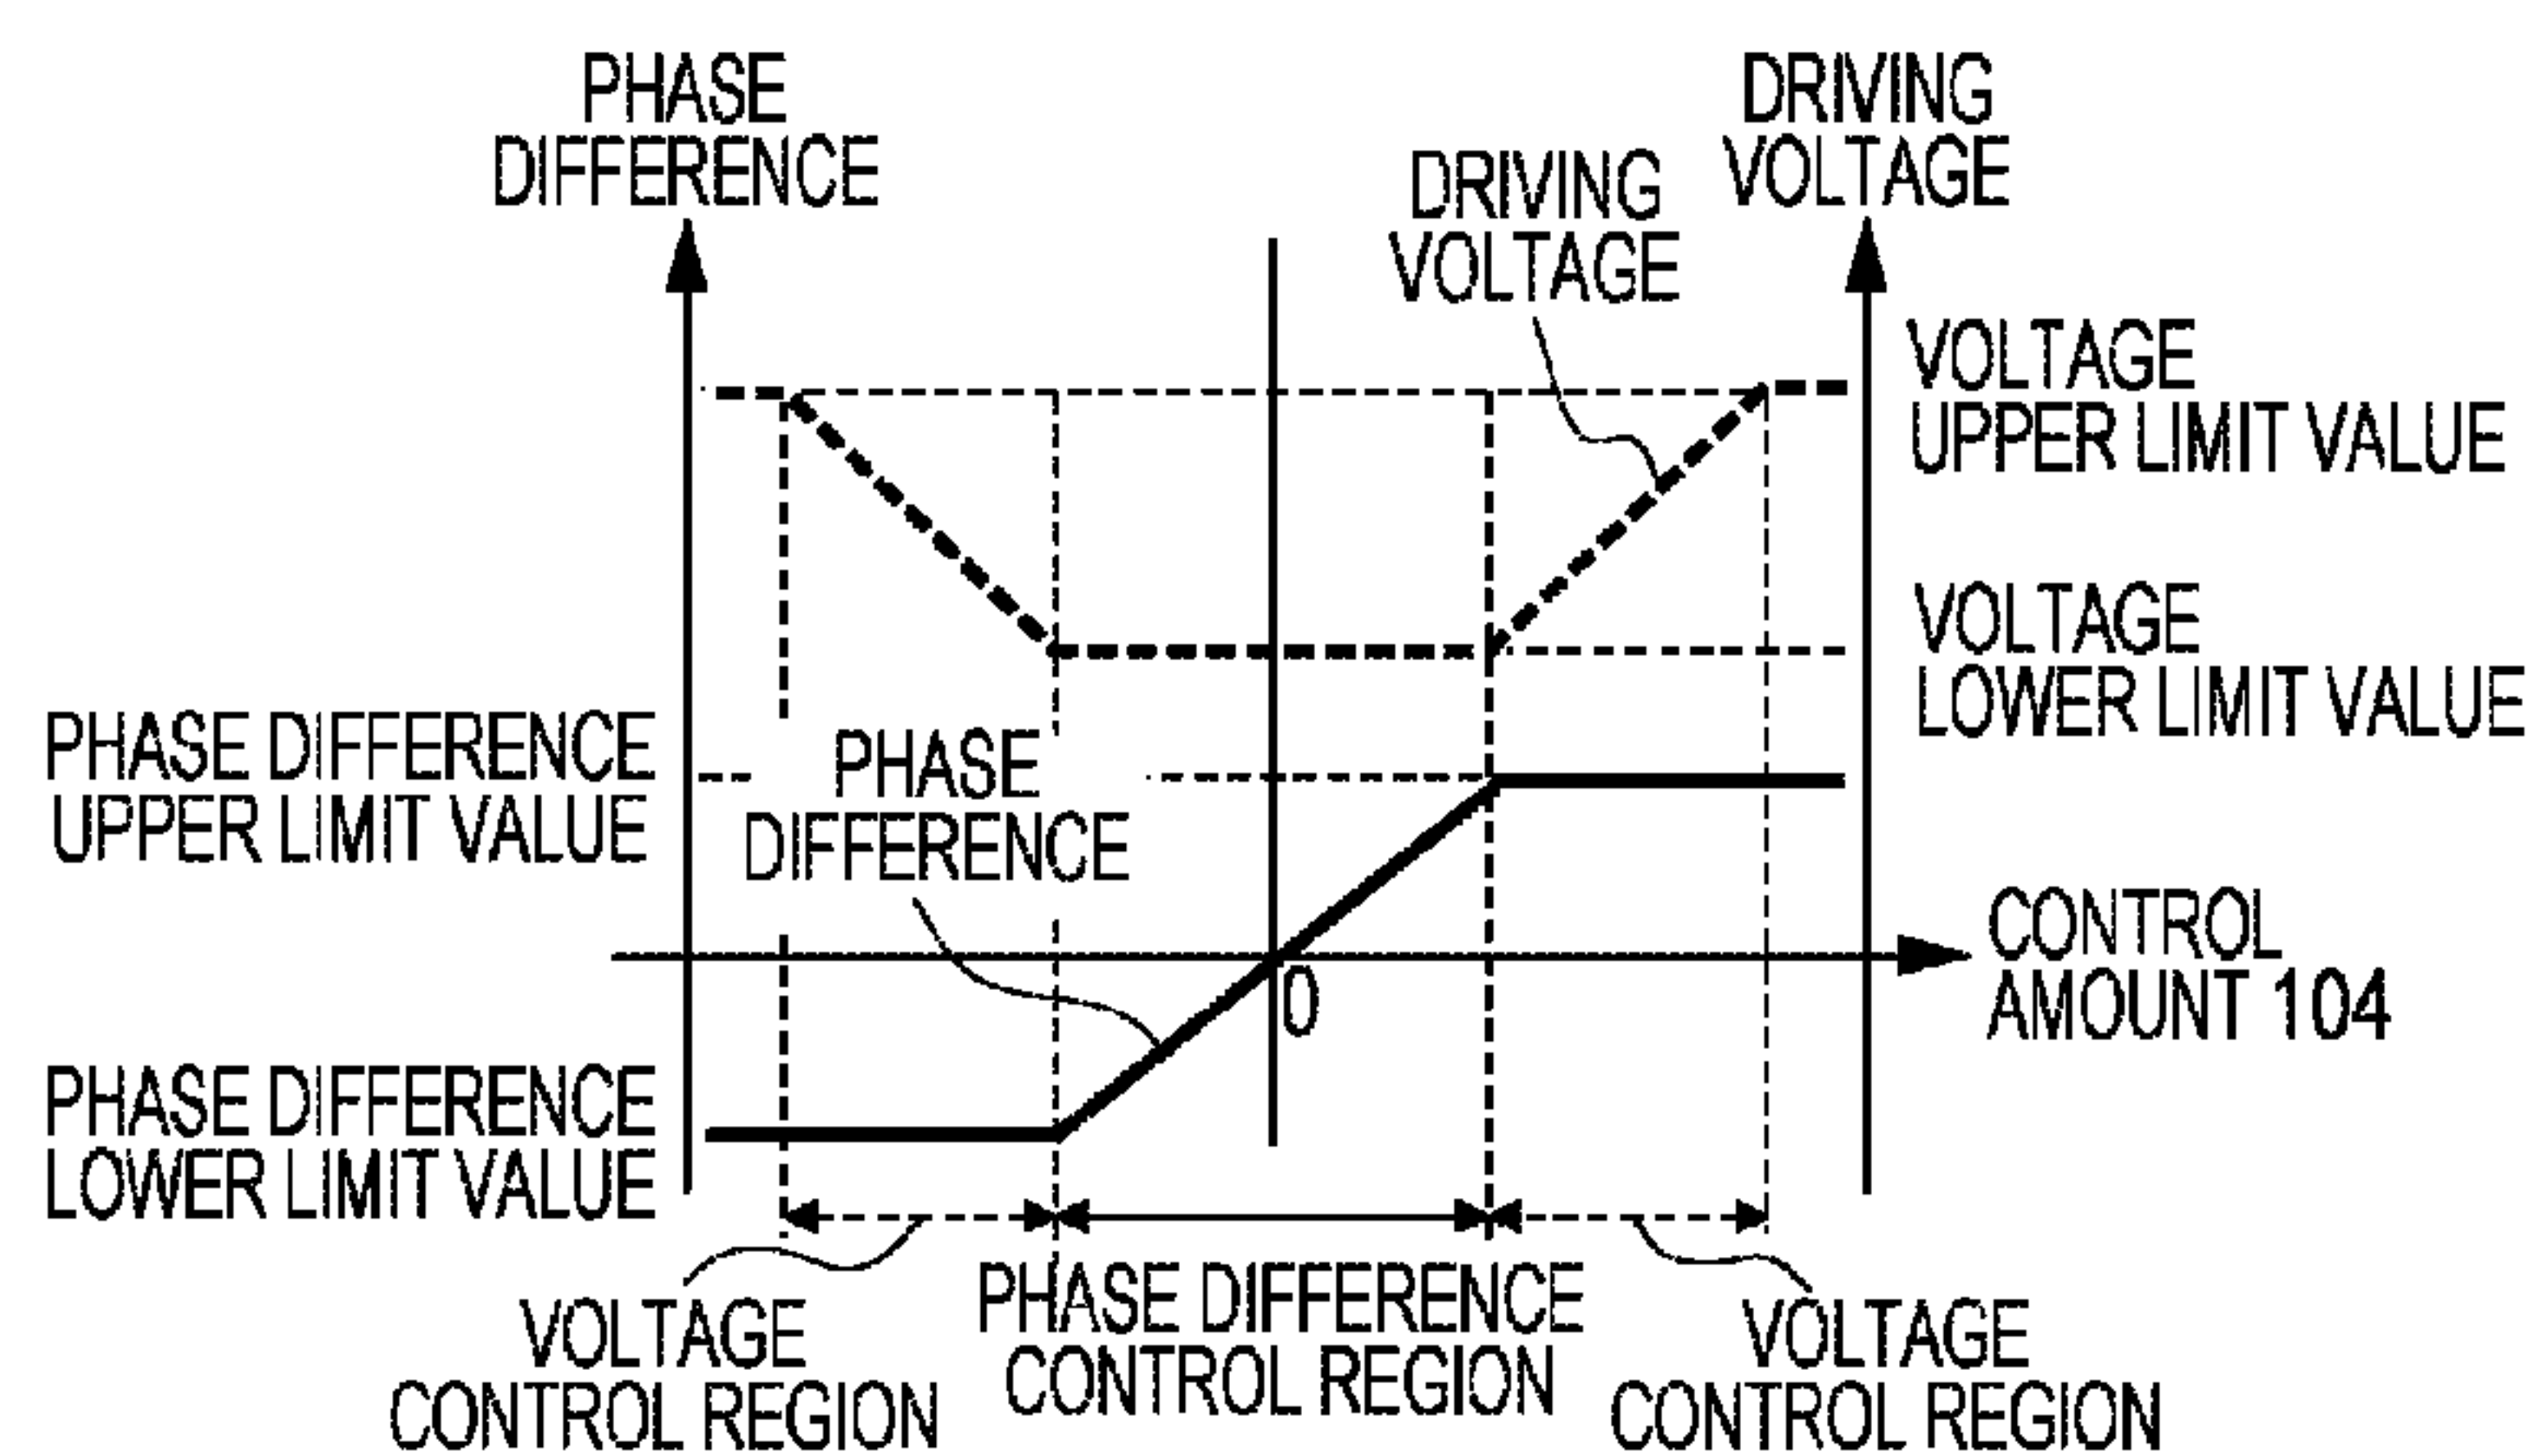 PHASE
DIFFERENCE
DRIVING
VOLTAGE
DRIVING
VOLTAGE
VOLTAGE
UPPER LIMIT VALUE
VOLTAGE
LOWER LIMIT VALUE
PHASE DIFFERENCE
UPPER LIMIT VALUE
PHASE
DIFFERENCE
CONTROL
AMOUNT 104
0
PHASE DIFFERENCE
LOWER LIMIT VALUE
VOLTAGE
CONTROL REGION
PHASE DIFFERENCE
CONTROL REGION
VOLTAGE
CONTROL REGION